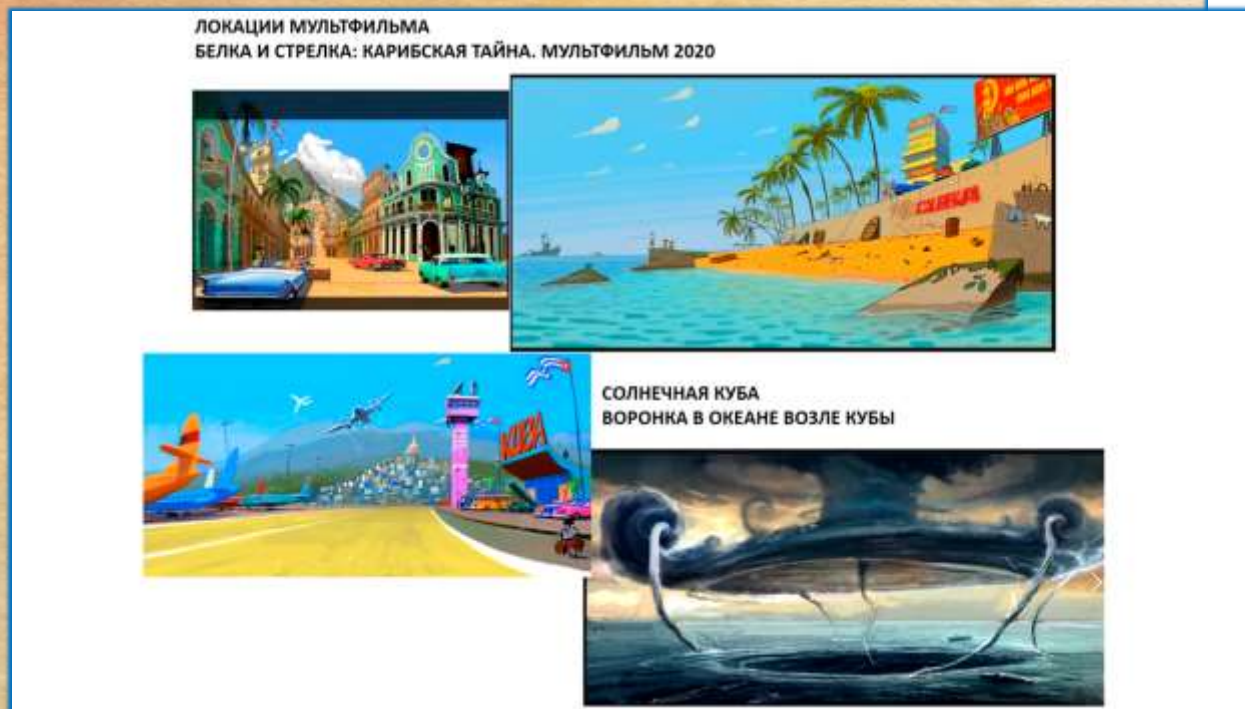 ЛОКАЦИИ МУЛЬТФИЛЬМА
БЕЛКА И СТРЕЛКА: КАРИБСКАЯ ТАЙНА. МУЛЬТФИЛЬМ 2020
СОЛНЕЧНАЯ КУБА
ВОРОНКА В ОКЕАНЕ ВОЗЛЕ КУБЫ